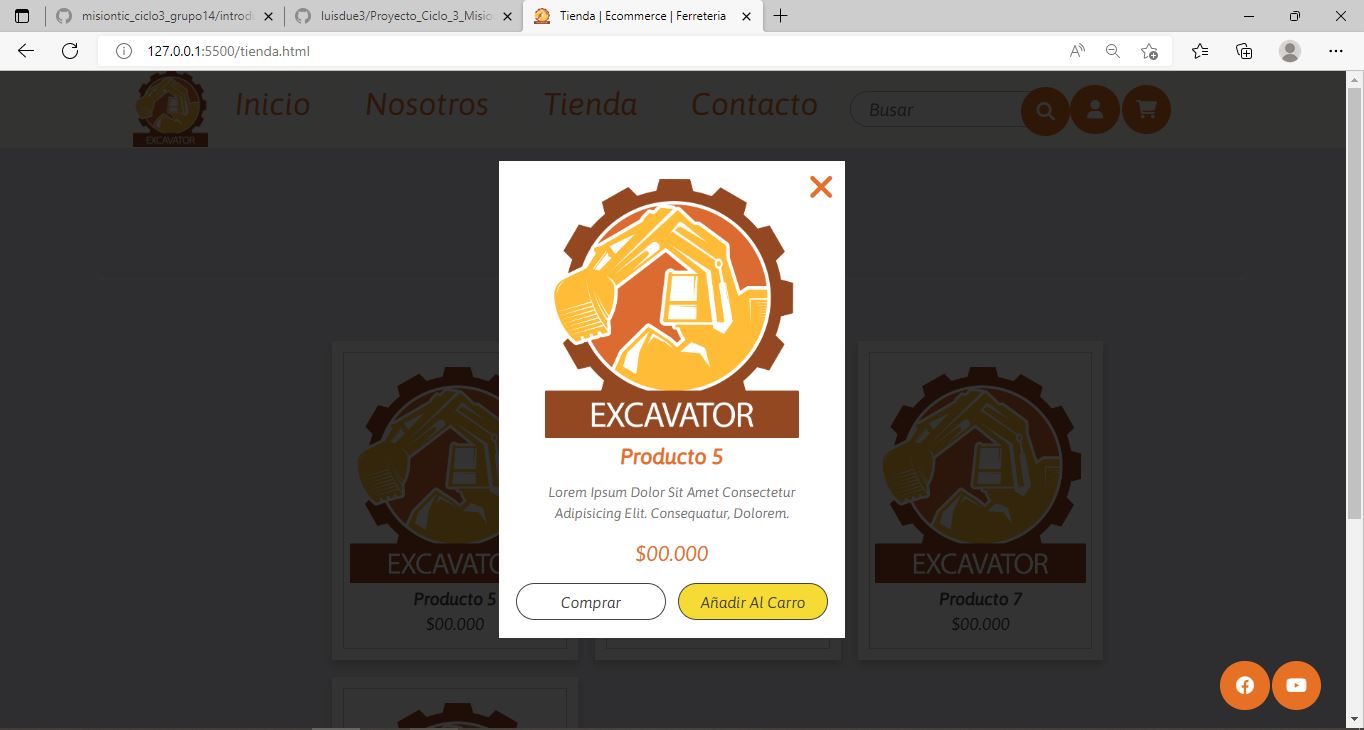 misiontic_ciclo3_grupo14/introdu
luisdue3/Proyecto_Ciclo_3_Misio
Tienda | Ecommerce | Ferreteria
127.0.0.1:5500/tienda.html
EXCAVATOR
Inicio
Nosotros
Tienda
Contacto
Busar
EXCAVATOR
Producto 5
Lorem Ipsum Dolor Sit Amet Consectetur
Adipisicing Elit. Consequatur, Dolorem.
$00.000
Comprar
Añadir Al Carro
EXCAVATOR
Producto 5
$00.000
EXCAVATOR
Producto 7
$00.000